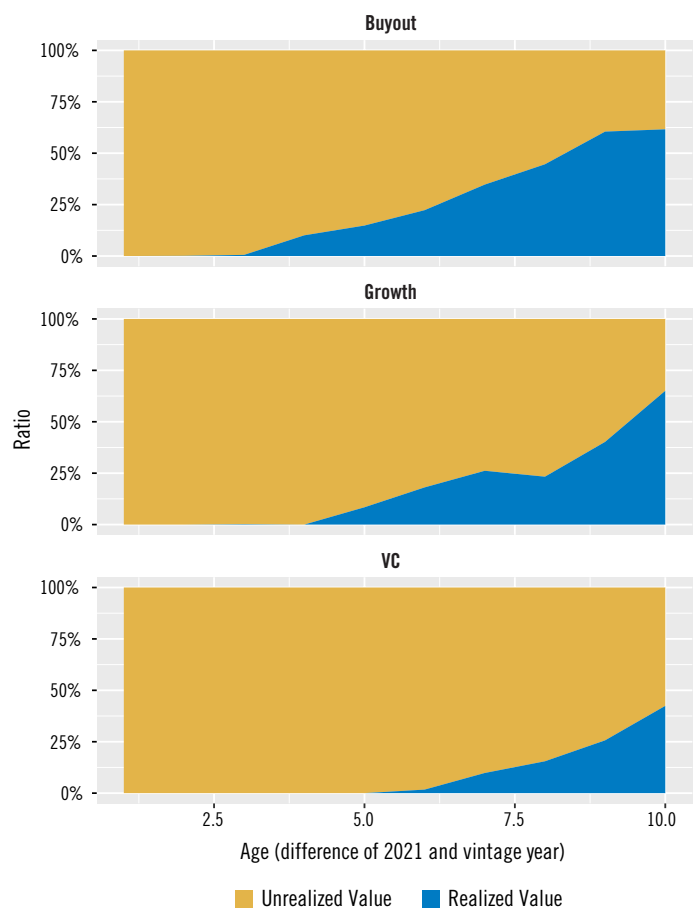 Buyout
100%
75%
50%
25%
0%
Growth
100%
75%
50%
25%
0%
Ratio
VC
100%
75%
50%
25%
0%
2.5 5.0 7.5 10.0
Age (difference of 2021 and vintage year)
Unrealized Value Realized Value